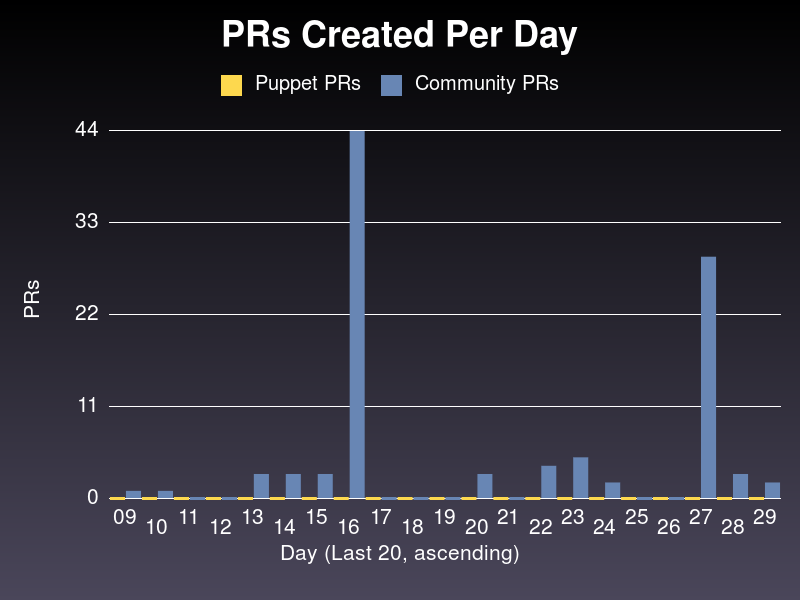 PRs Created Per Day
Puppet PRs Community PRs
44
33
22
11
0
PRs
09 10 11 12 13 14 15 16 17 18 19 20 21 22 23 24 25 26 27 28 29
Day (Last 20, ascending)